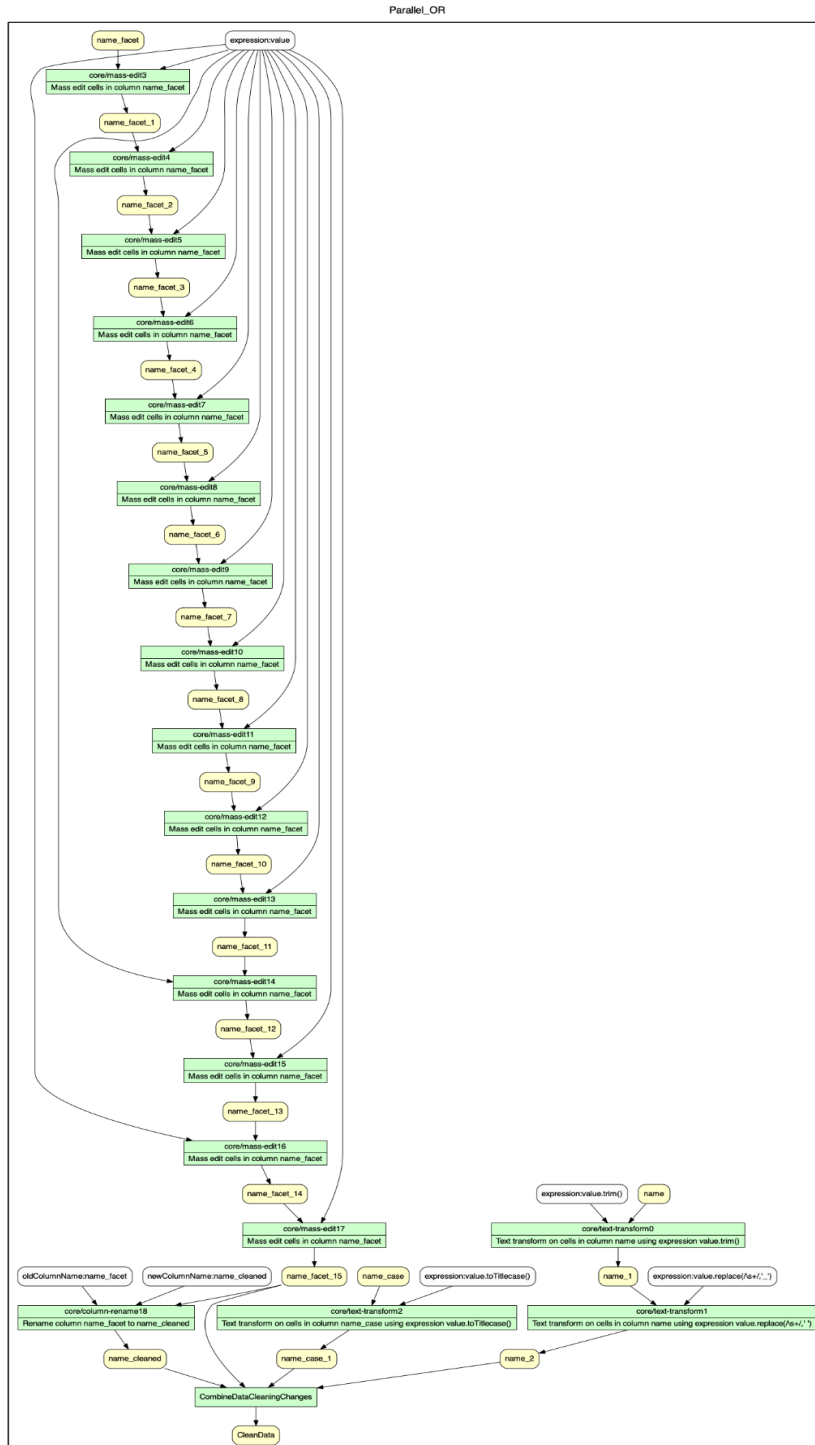 Parallel_OR
name_facet
expression:value
core/mass-edit3
Mass edit cells in column name_facet
name_facet_1
core/mass-edit4
Mass edit cells in column name_facet
name_facet_2
core/mass-edit5
Mass edit cells in column name_facet
name_facet_3
core/mass-edit6
Mass edit cells in column name_facet
name_facet_4
core/mass-edit7
Mass edit cells in column name_facet
name_facet_5
core/mass-edit8
Mass edit cells in column name_facet
name_facet_6
core/mass-edit9
Mass edit cells in column name_facet
name_facet_7
core/mass-edit10
Mass edit cells in column name_facet
name_facet_8
core/mass-edit11
Mass edit cells in column name_facet
name_facet_9
core/mass-edit12
Mass edit cells in column name_facet
name_facet_10
core/mass-edit13
Mass edit cells in column name_facet
name_facet_11
core/mass-edit14
Mass edit cells in column name_facet
name_facet_12
core/mass-edit15
Mass edit cells in column name_facet
name_facet_13
core/mass-edit16
Mass edit cells in column name_facet
name_facet_14
expression:value.trim()
name
core/mass-edit17
Mass edit cells in column name_facet
core/text-transform0
Text transform on cells in column name using expression value.trim()
oldColumnName:name_facet
newColumnName:name_cleaned
name_facet_15
name_case
expression:value.toTitlecase()
name_1
expression:value.replace(/\s+/,'_')
core/column-rename18
Rename column name_facet to name_cleaned
core/text-transform2
Text transform on cells in column name_case using expression value.toTitlecase()
core/text-transform1
Text transform on cells in column name using expression value.replace(/\s+/,' ')
name_cleaned
name_case_1
name_2
CombineDataCleaningChanges
CleanData